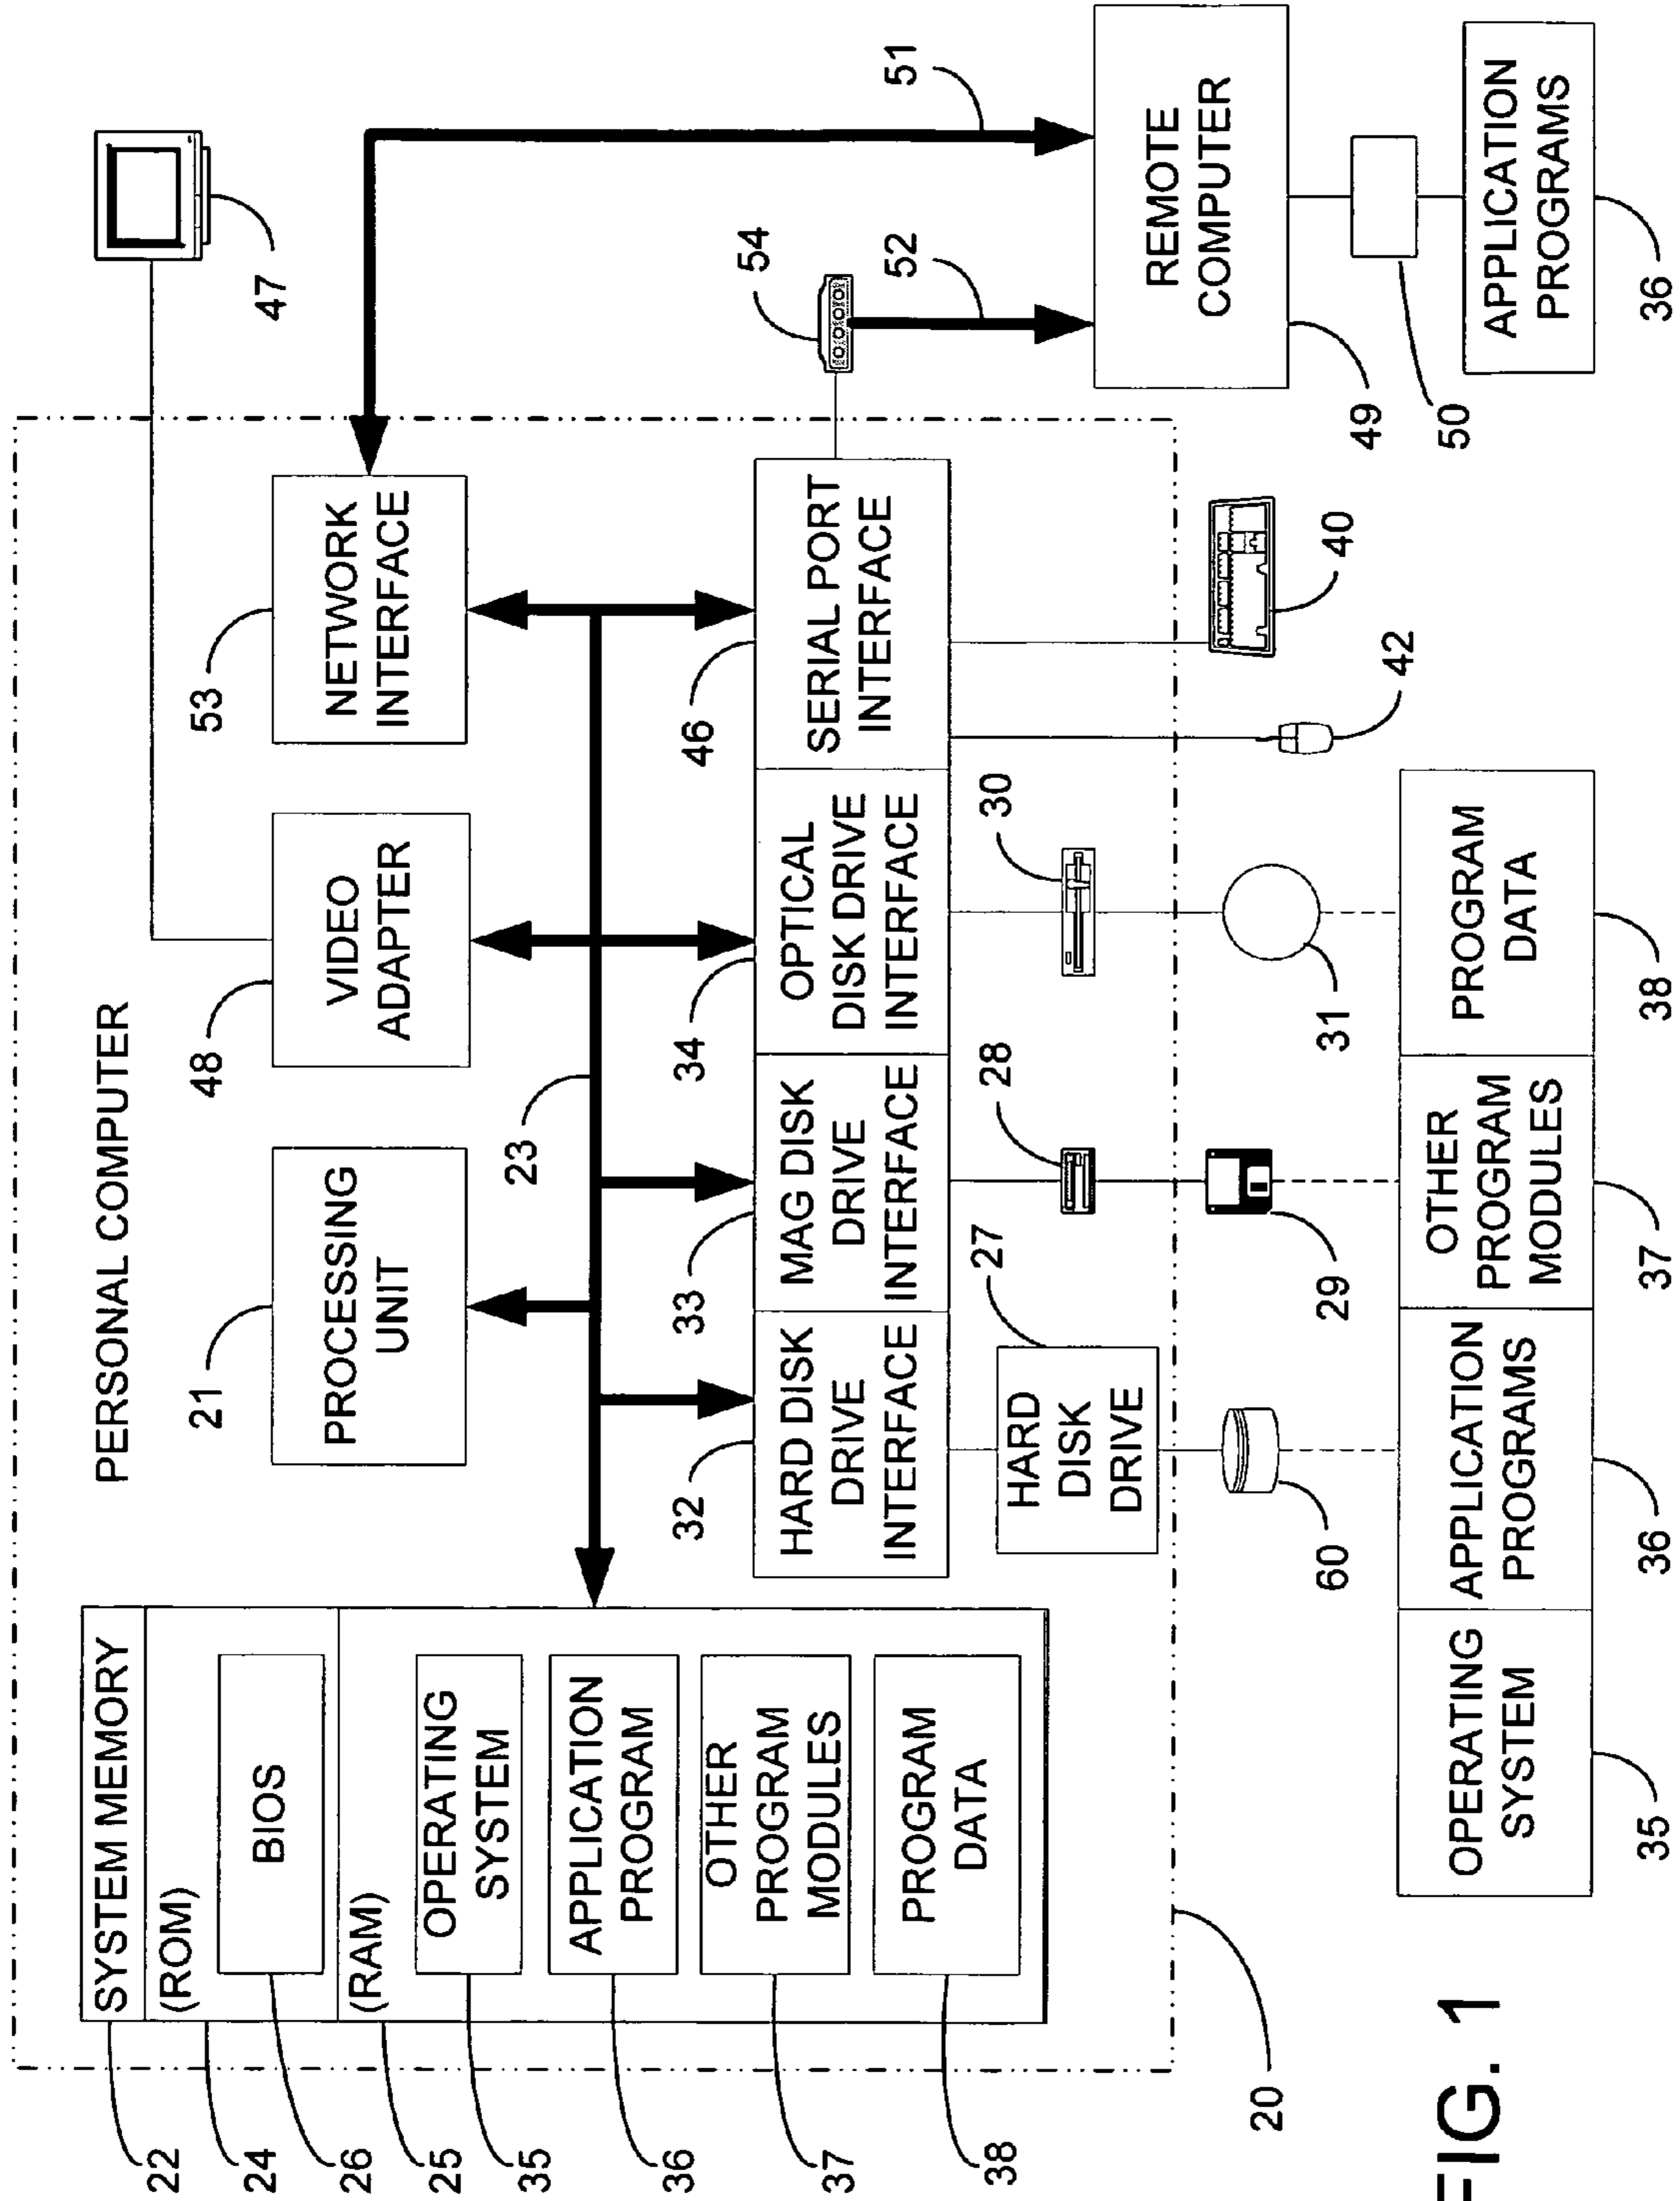 PERSONAL COMPUTER
22
SYSTEM MEMORY
24
(ROM)
26
BIOS
25
(RAM)
35
OPERATING
SYSTEM
36
APPLICATION
PROGRAM
37
OTHER
PROGRAM
MODULES
38
PROGRAM
DATA
21
PROCESSING
UNIT
48
VIDEO
ADAPTER
53
NETWORK
INTERFACE
47
23
32
HARD DISK
DRIVE
INTERFACE
33
MAG DISK
DRIVE
INTERFACE
34
OPTICAL
DISK DRIVE
INTERFACE
46
SERIAL PORT
INTERFACE
54
52
51
27
HARD
DISK
DRIVE
28
30
20
60
29
31
42
40
49
REMOTE
COMPUTER
50
APPLICATION
PROGRAMS
36
OPERATING
SYSTEM
35
APPLICATION
PROGRAMS
36
OTHER
PROGRAM
MODULES
37
PROGRAM
DATA
38
FIG. 1